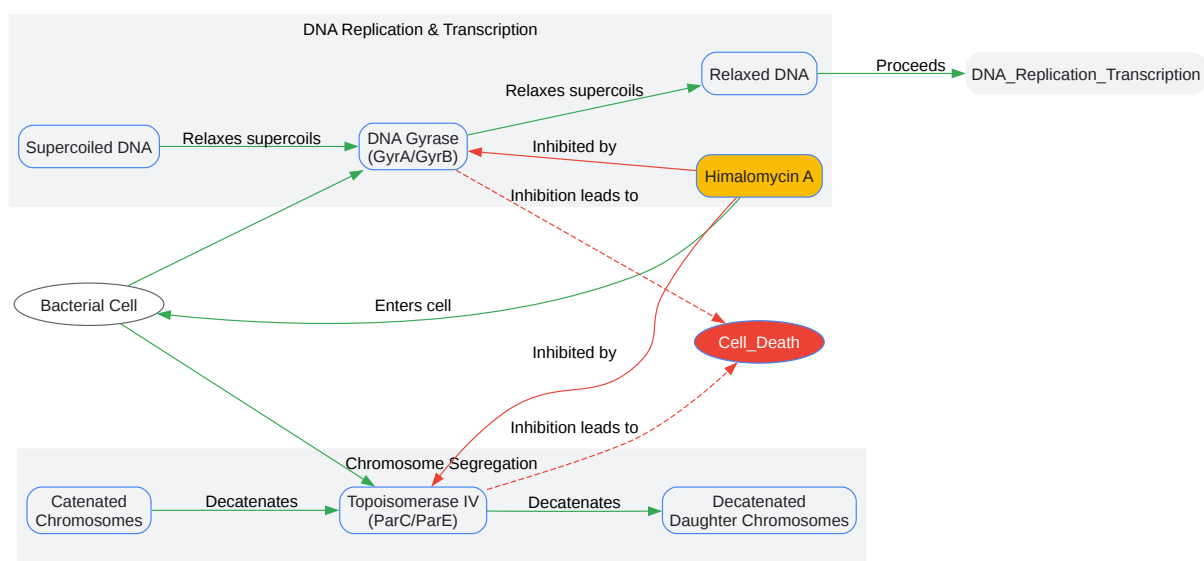 DNA Replication & Transcription
Relaxed DNA
Proceeds
DNA_Replication_Transcription
Relaxes supercoils
Supercoiled DNA
Relaxes supercoils
DNA Gyrase
(GyrA/GyrB)
Inhibited by
Himalomycin A
Inhibition leads to
Bacterial Cell
Enters cell
Cell_Death
Inhibited by
Inhibition leads to
Chromosome Segregation
Catenated
Chromosomes
Decatenates
Topoisomerase IV
(ParC/ParE)
Decatenates
Decatenated
Daughter Chromosomes